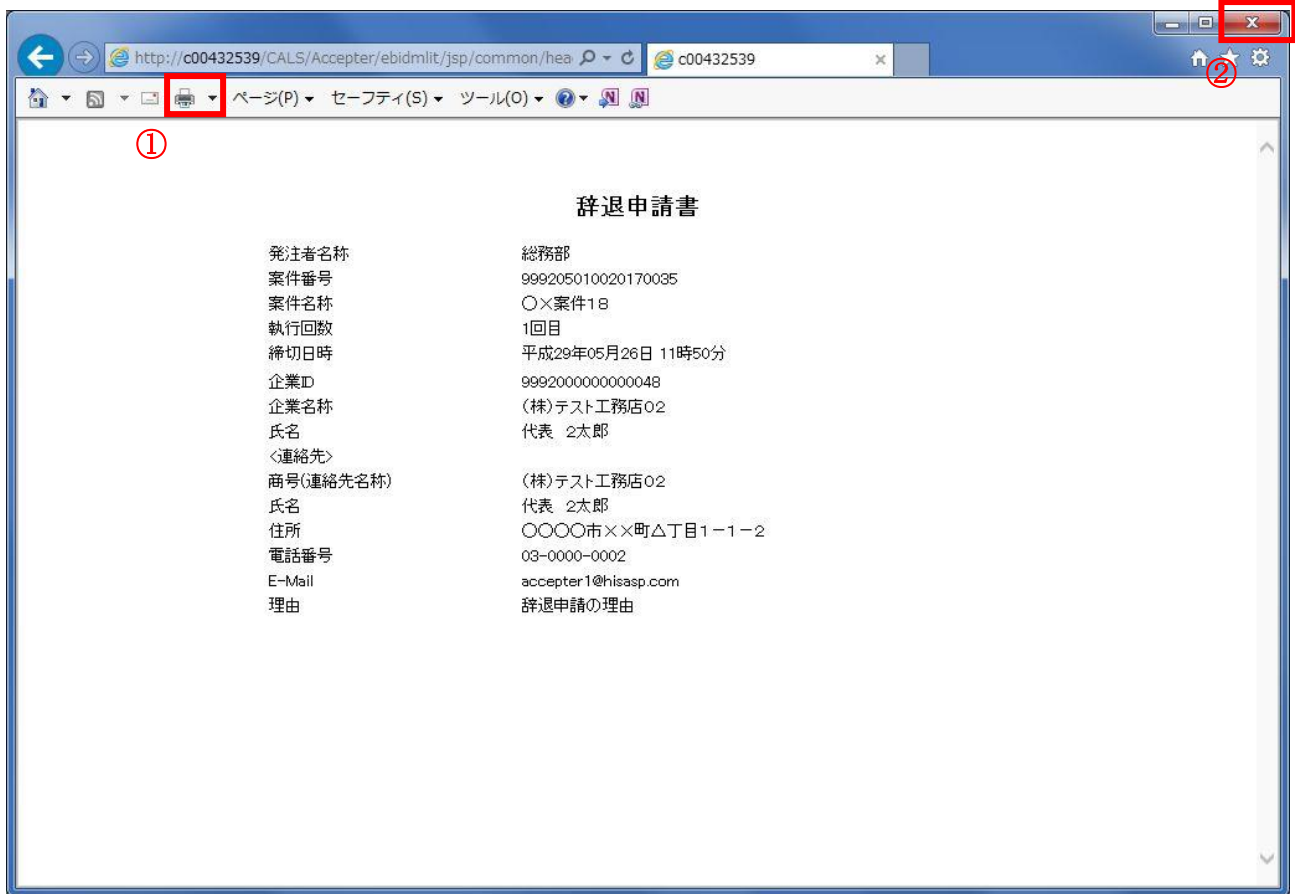 http://c00432539/CALS/Accepter/ebidmlit/jsp/common/hea
c00432539
②
ページ(P) セーフティ(S) ツール(O)
①
辞退申請書
発注者名称 総務部
案件番号 999205010020170035
案件名称 〇×案件18
執行回数 1回目
締切日時 平成29年05月26日 11時50分
企業ID 9992000000000048
企業名称 (株)テスト工務店02
氏名 代表 2太郎
<連絡先>
商号(連絡先名称) (株)テスト工務店02
氏名 代表 2太郎
住所 〇〇〇〇市××町△丁目1-1-2
電話番号 03-0000-0002
E-Mail accepter1@hisasp.com
理由 辞退申請の理由